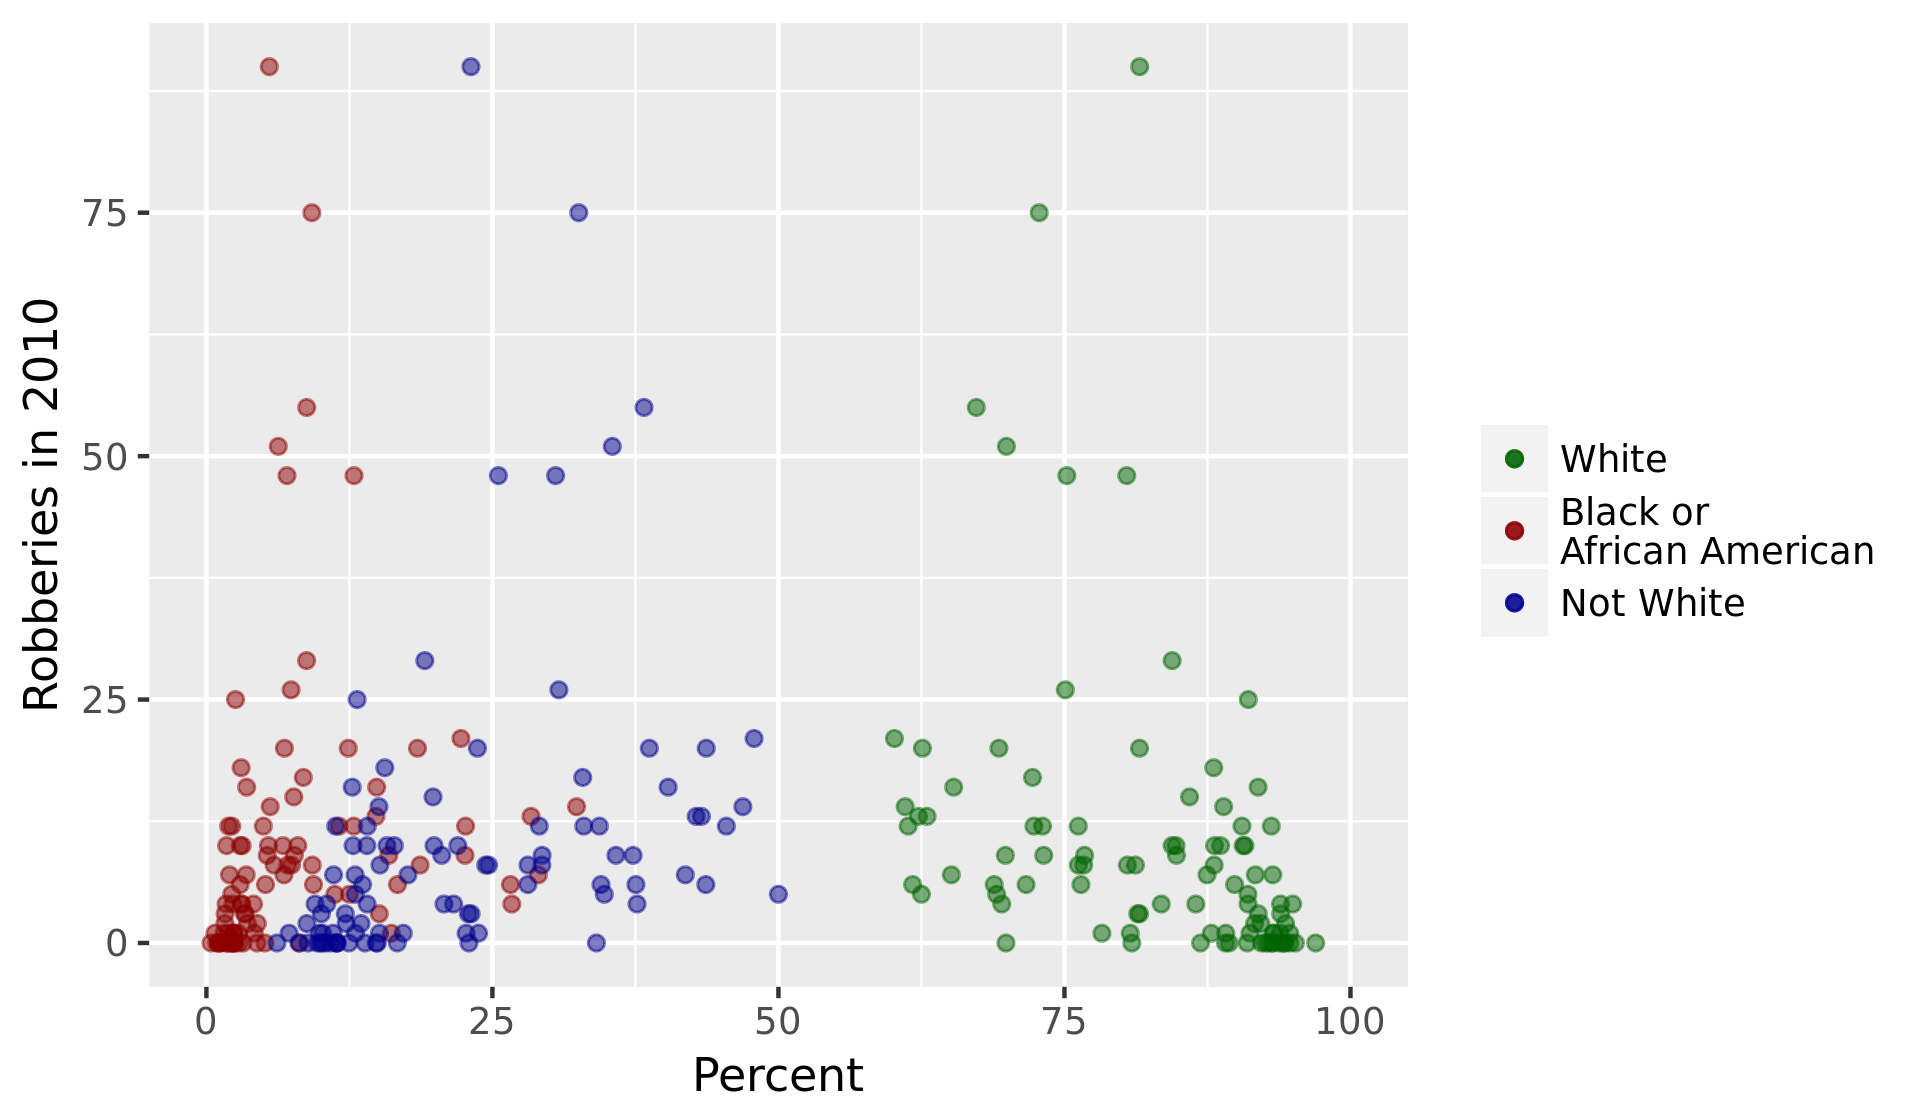 Robberies in 2010
75
50
25
0
0 25 50 75 100
Percent
White
Black or
African American
Not White